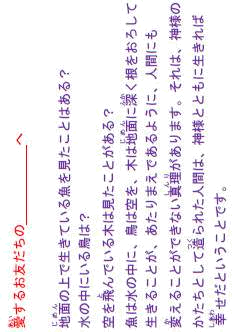 愛するお友だちの________へ
地面の上で生きている魚を見たことはある？
水の中にいる鳥は？
空を飛んでいる木は見たことがある？
魚は水の中に、鳥は空を、木は地面に深く根をおろして
生きることが、あたりまえであるように、人間にも
変えることができない真理があります。それは、神様の
かたちとして造られた人間は、神様とともに生きれば
幸せだということです。